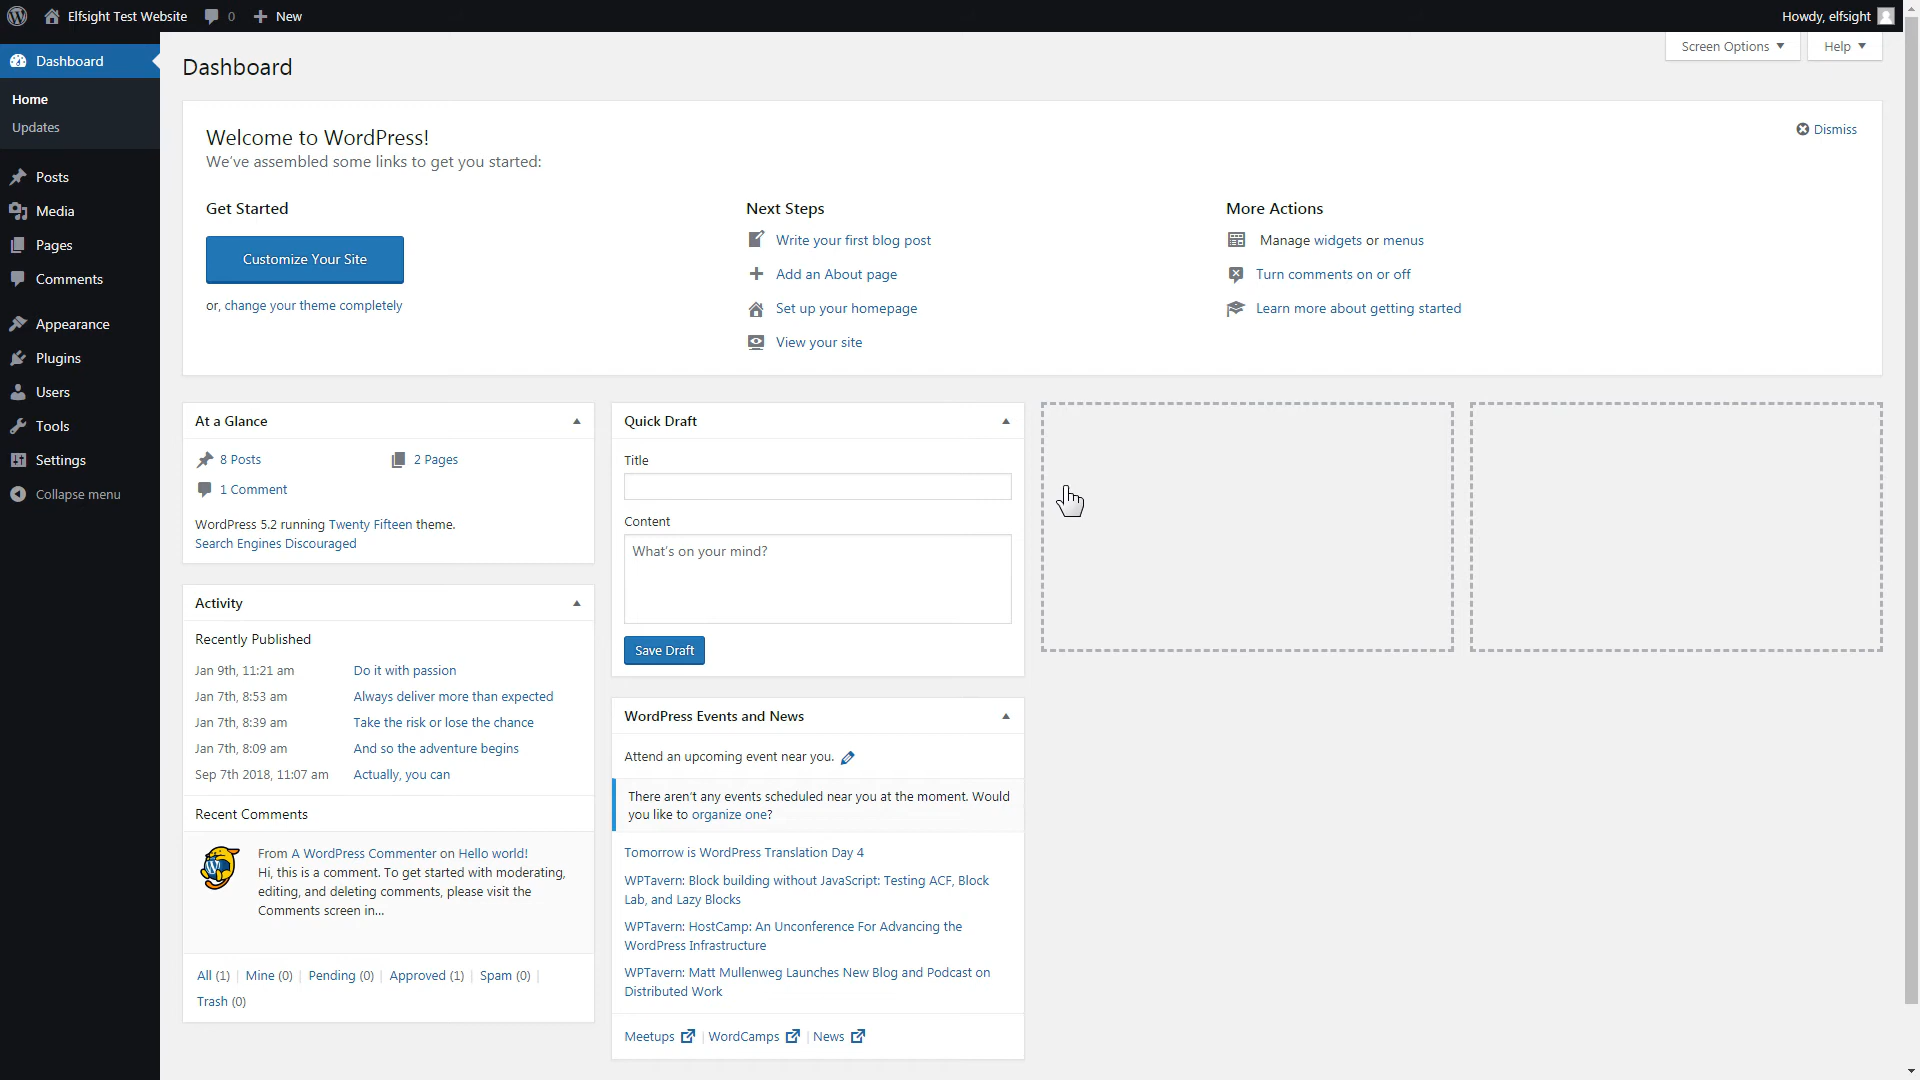 Elfsight Test Website 0 New Howdy, elfsight
Screen Options Help
Dashboard
Home
Updates
Posts
Media
Pages
Comments
Appearance
Plugins
Users
Tools
Settings
Collapse menu
Dashboard
Welcome to WordPress!
We've assembled some links to get you started:
Dismiss
Get Started
Customize Your Site
or, change your theme completely
Next Steps
Write your first blog post
Add an About page
Set up your homepage
View your site
More Actions
Manage widgets or menus
Turn comments on or off
Learn more about getting started
At a Glance
8 Posts 2 Pages
1 Comment
WordPress 5.2 running Twenty Fifteen theme.
Search Engines Discouraged
Activity
Recently Published
Jan 9th, 11:21 am Do it with passion
Jan 7th, 8:53 am Always deliver more than expected
Jan 7th, 8:39 am Take the risk or lose the chance
Jan 7th, 8:09 am And so the adventure begins
Sep 7th 2018, 11:07 am Actually, you can
Recent Comments
From A WordPress Commenter on Hello world!
Hi, this is a comment. To get started with moderating,
editing, and deleting comments, please visit the
Comments screen in...
All (1) | Mine (0) | Pending (0) | Approved (1) | Spam (0) |
Trash (0)
Quick Draft
Title
Content
What's on your mind?
Save Draft
WordPress Events and News
Attend an upcoming event near you.
There aren't any events scheduled near you at the moment. Would
you like to organize one?
Tomorrow is WordPress Translation Day 4
WPTavern: Block building without JavaScript: Testing ACF, Block
Lab, and Lazy Blocks
WPTavern: HostCamp: An Unconference For Advancing the
WordPress Infrastructure
WPTavern: Matt Mullenweg Launches New Blog and Podcast on
Distributed Work
Meetups | WordCamps | News